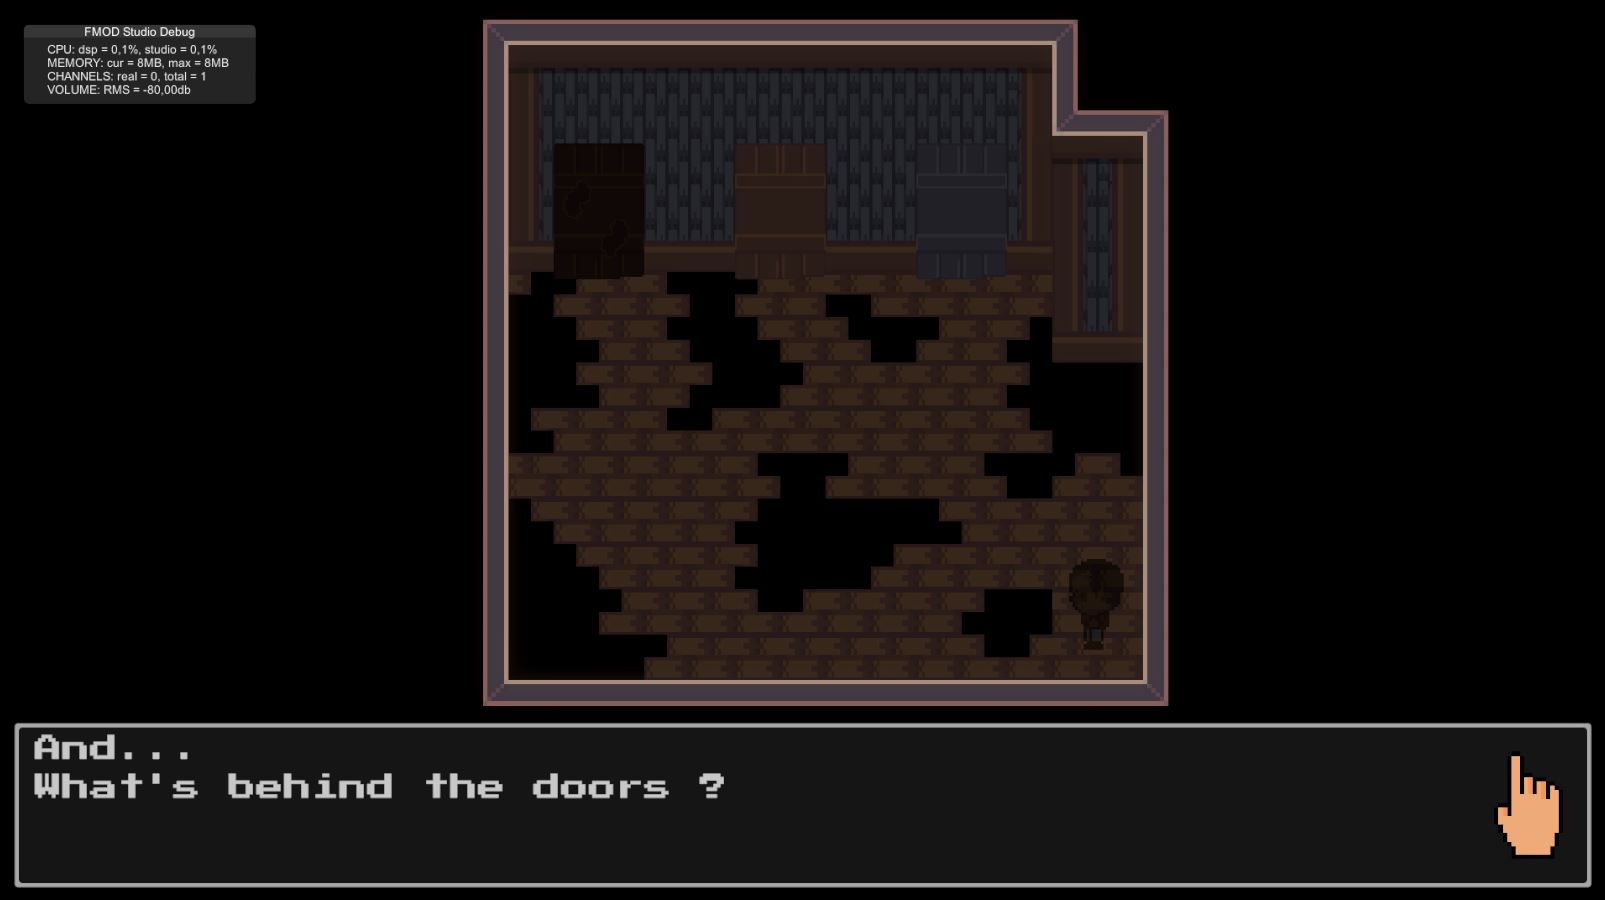 FMOD Studio Debug
CPU: dsp = 0,1%, studio = 0,1%
MEMORY: cur = 8MB, max = 8MB
CHANNELS: real = 0, total = 1
VOLUME: RMS = -80,00db
And...
What's behind the doors ?